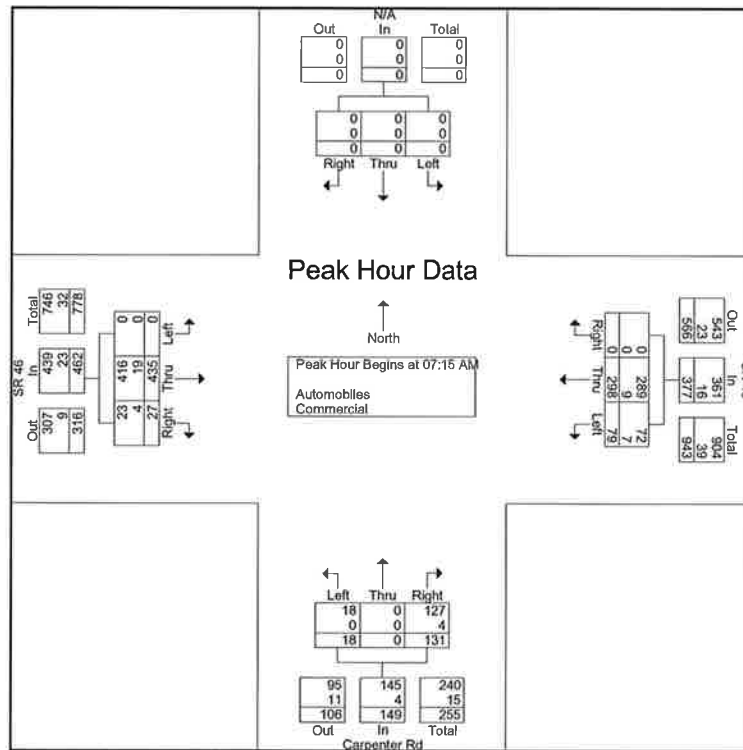 N/A
Out In Total
0 0 0
0 0 0
0 0 0
0 0 0
0 0 0
0 0 0
Right Thru Left
Peak Hour Data
North
Peak Hour Begins at 07:15 AM
Automobiles
Commercial
SR 46
Total
746 32 778
In
439 23 462
Out
307 9 316
Left
0 0 0
Thru
416 19 435
Right
23 4 27
Right
0 0 0
Thru
289 9 298
Left
72 7 79
Out
543 23 566
In
361 16 377
Total
904 39 943
Left Thru Right
18 0 127
0 0 4
18 0 131
95 145 240
11 4 15
106 149 255
Out In Total
Carpenter Rd